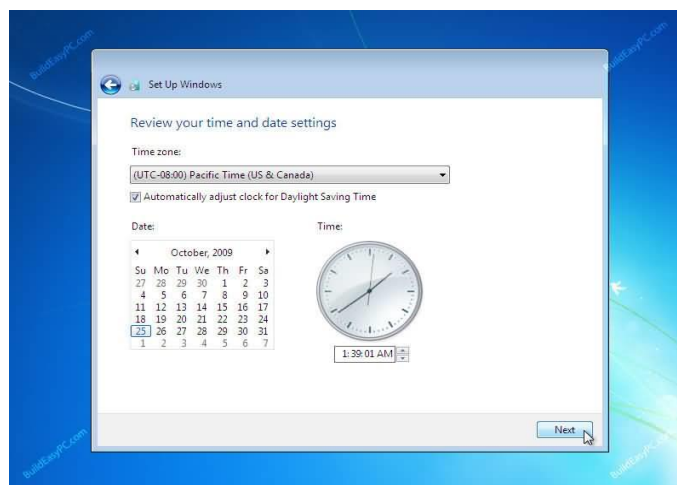 BuildEasyPC.com
BuildEasyPC.com
Set Up Windows
Review your time and date settings
Time zone:
(UTC-08:00) Pacific Time (US & Canada)
Automatically adjust clock for Daylight Saving Time
Date:
Time:
October, 2009
Su Mo Tu We Th Fr Sa
27 28 29 30 1 2 3
4 5 6 7 8 9 10
11 12 13 14 15 16 17
18 19 20 21 22 23 24
25 26 27 28 29 30 31
1 2 3 4 5 6 7
1:39:01 AM
Next
BuildEasyPC.com
BuildEasyPC.com